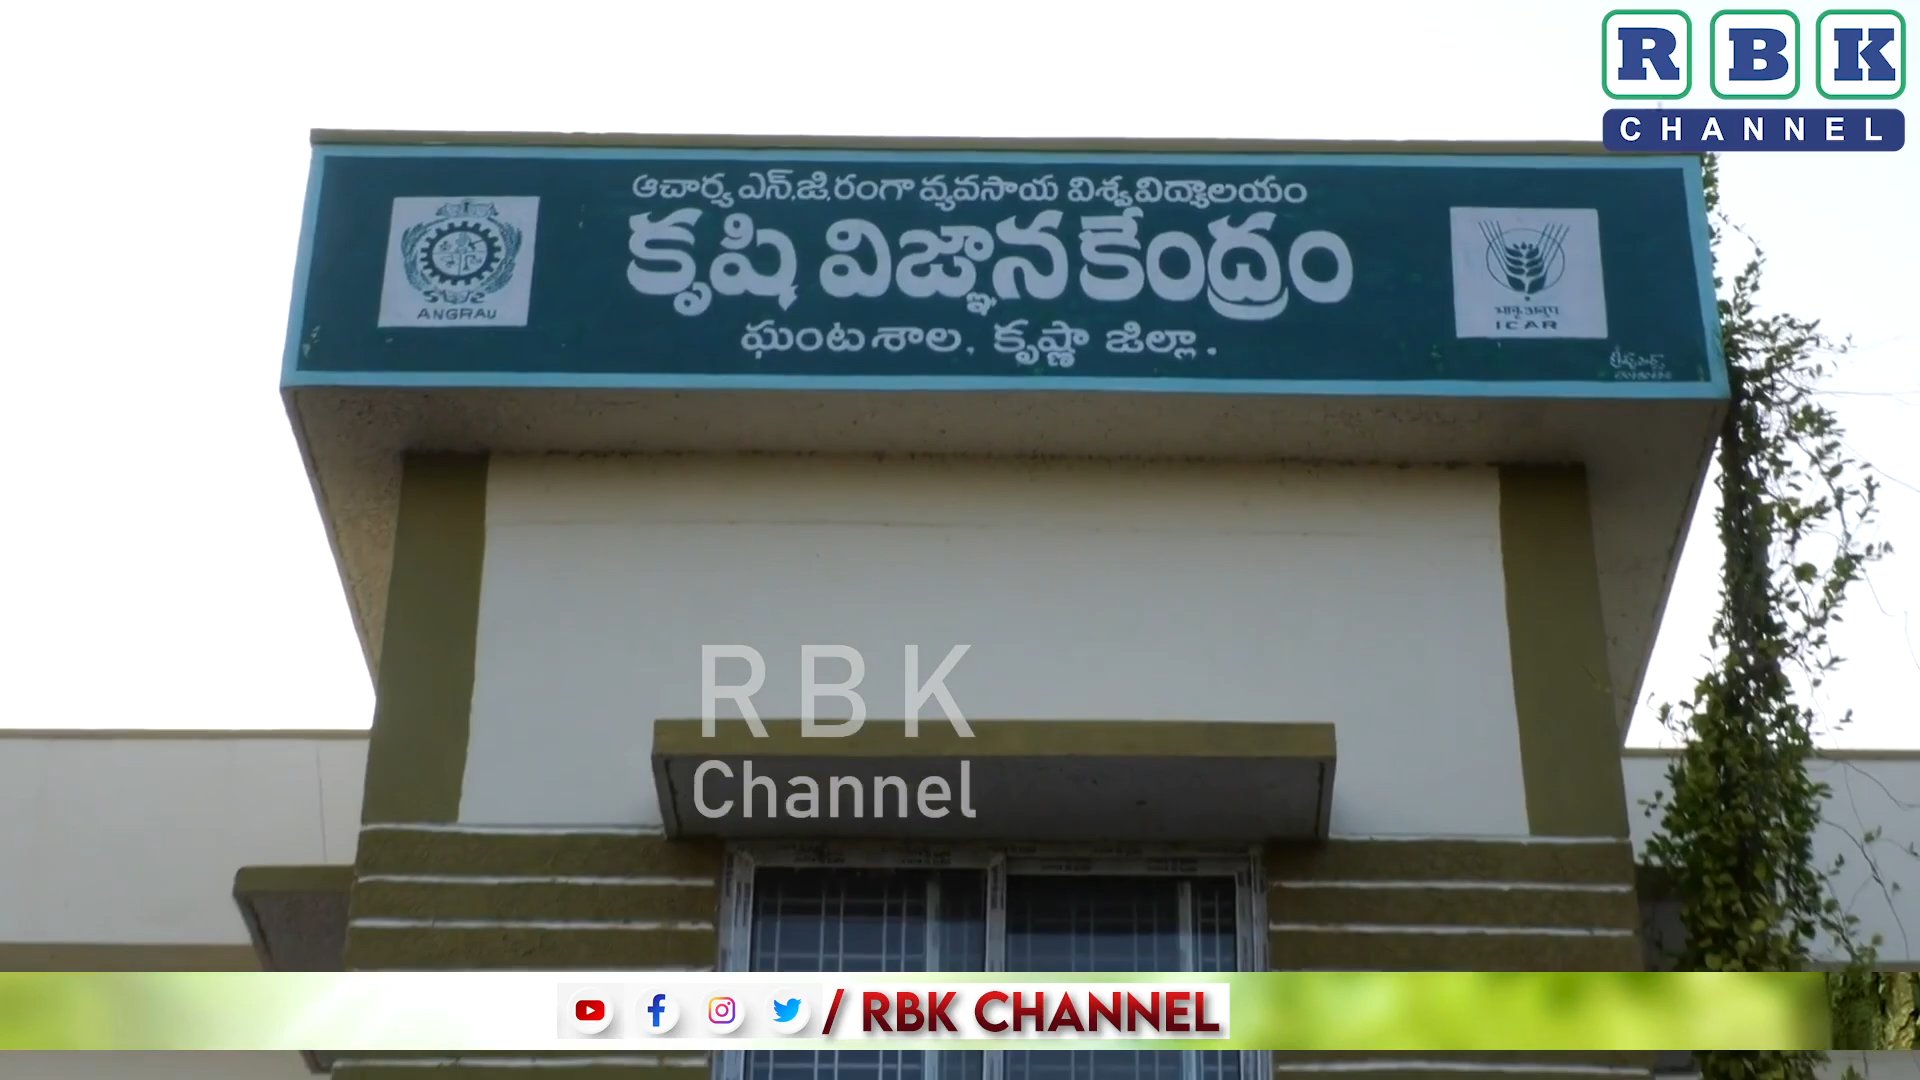 R B K
CHANNEL
ఆచార్య ఎన్.జి.రంగా వ్యవసాయ విశ్వవిద్యాలయం
కృషి విజ్ఞాన కేంద్రం
ఘంటశాల, కృష్ణా జిల్లా.
ANGRAU
ICAR
RBK
Channel
/ RBK CHANNEL